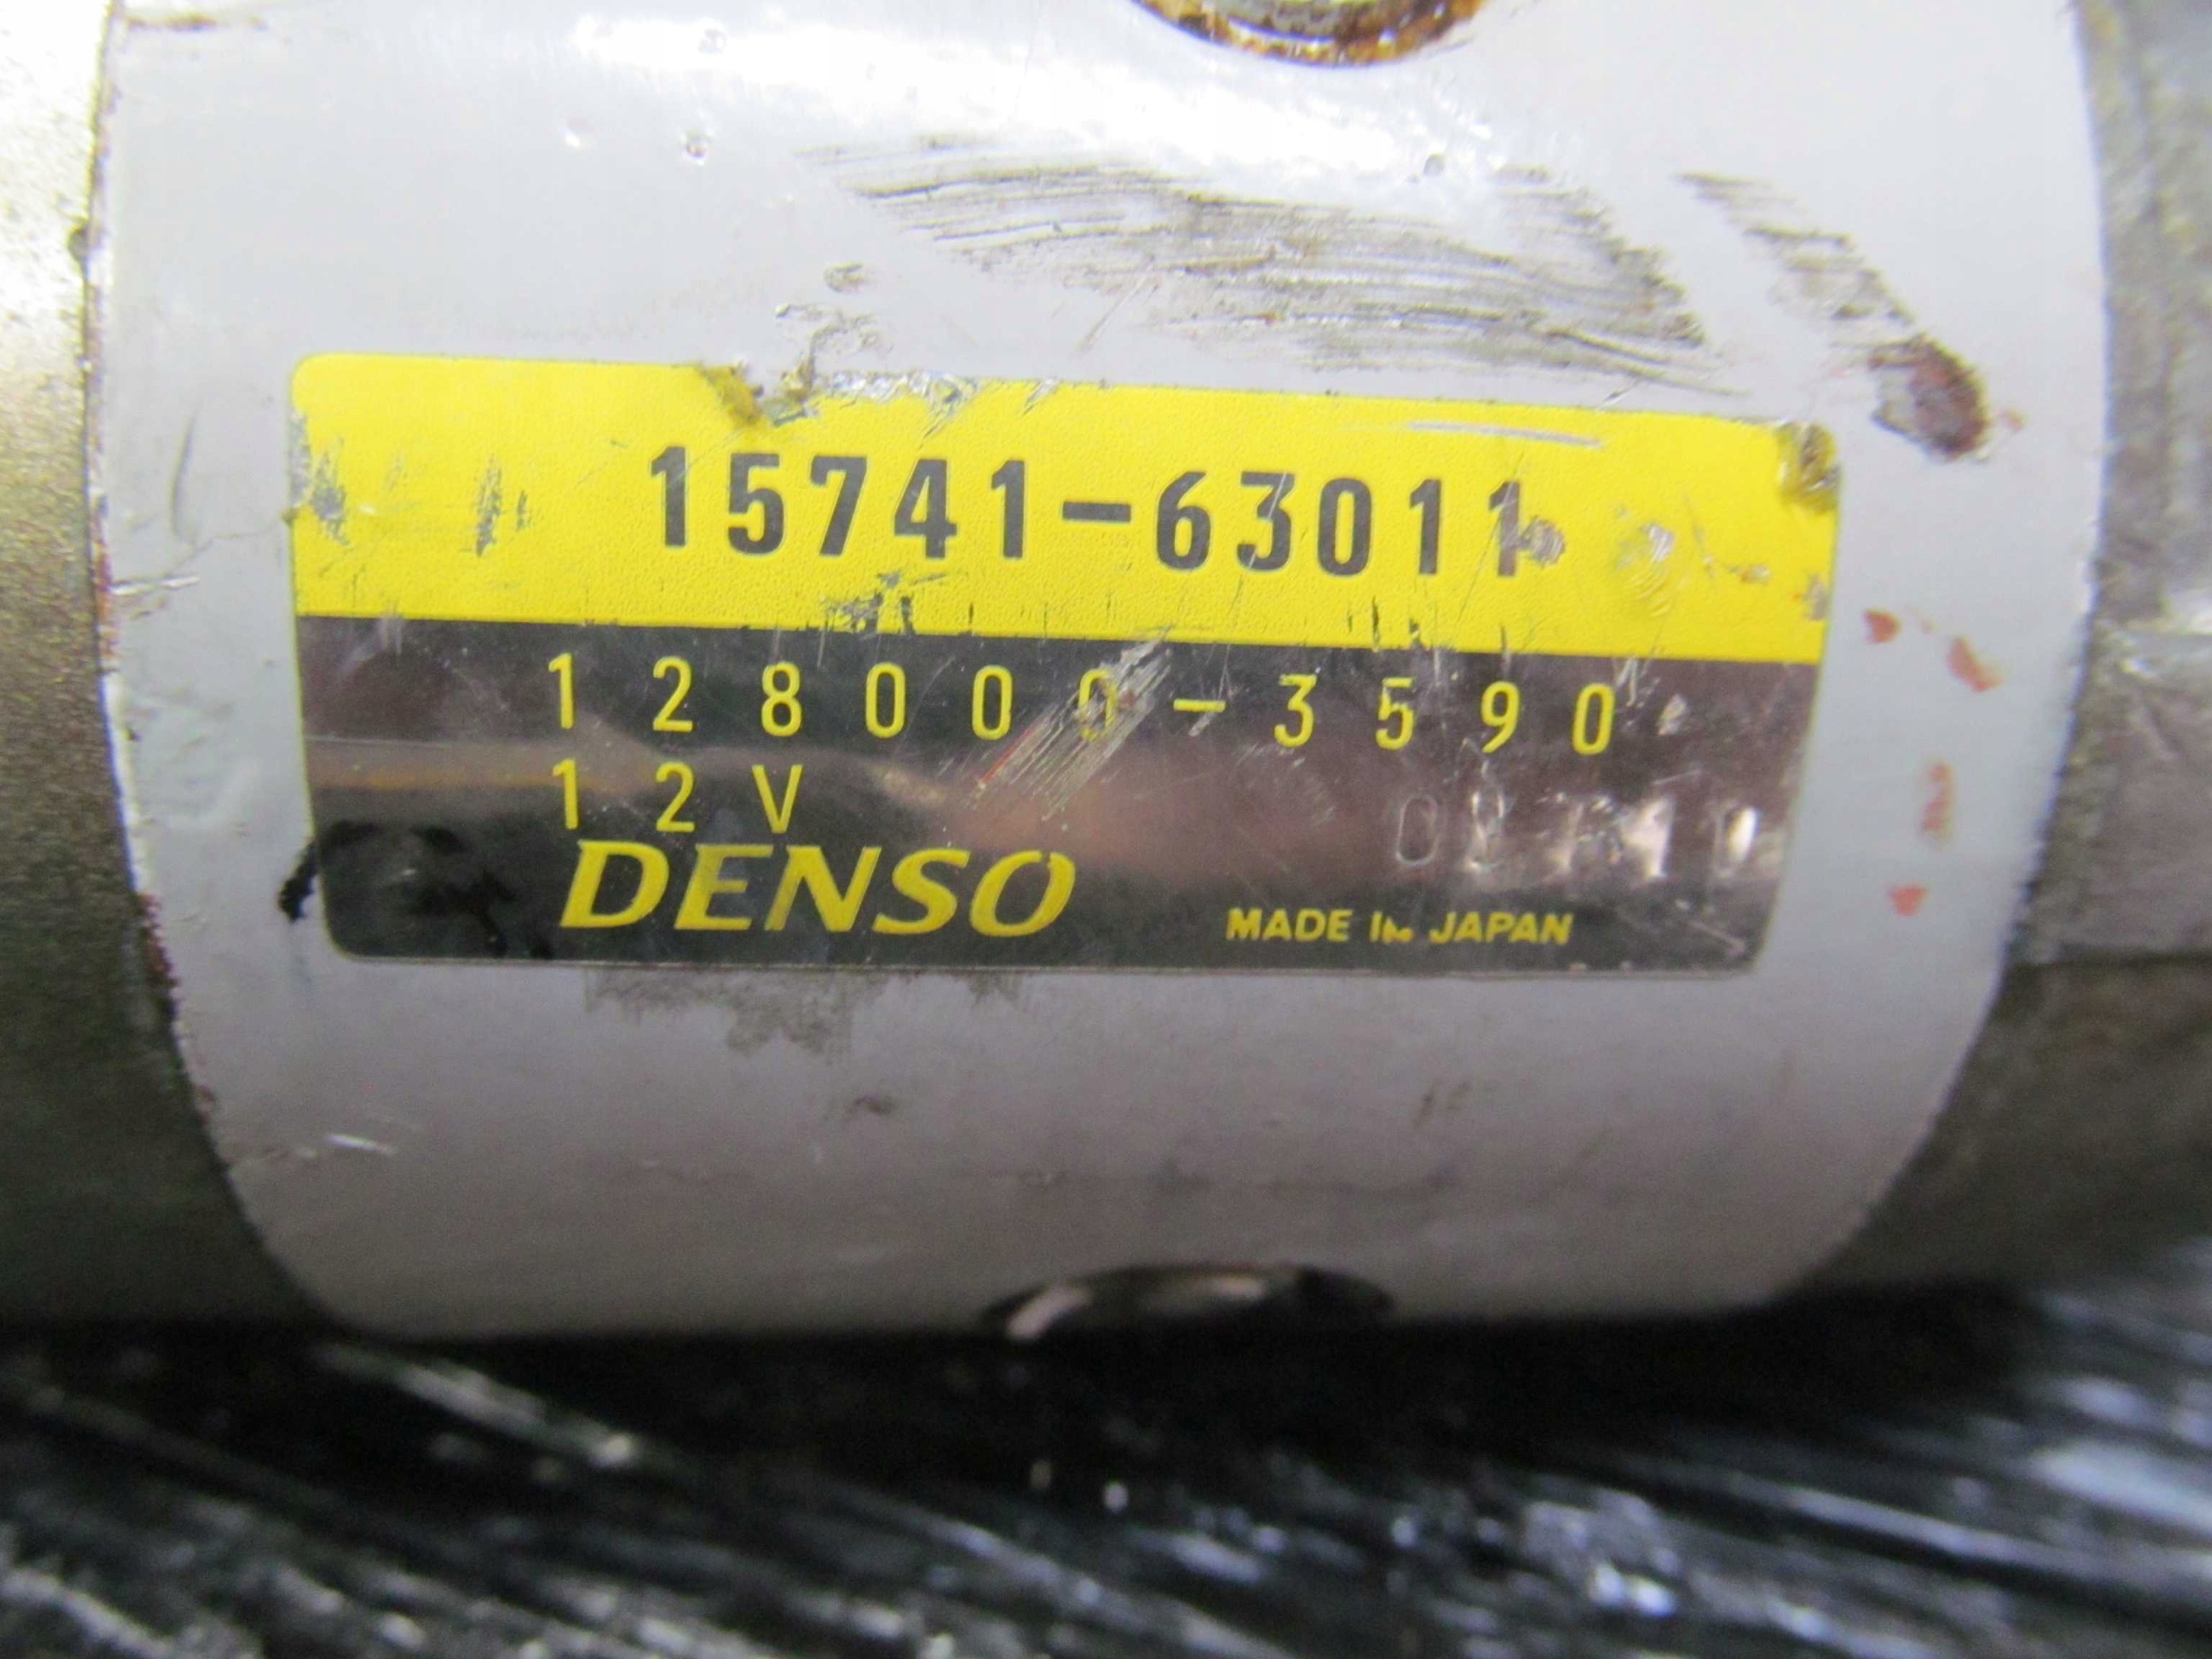 15741-63011
128000-3590
12V
DENSO
MADE IN JAPAN